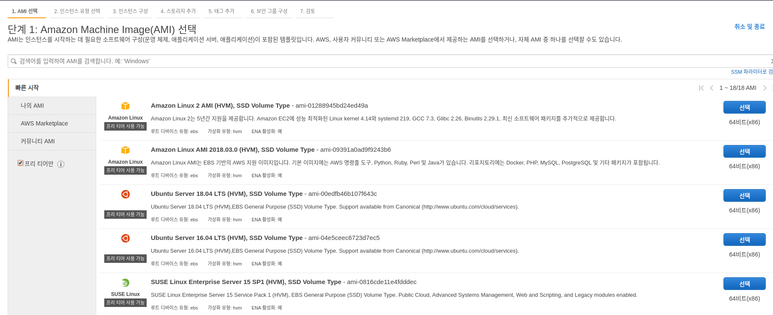 1. AMI 선택 2. 인스턴스 유형 선택 3. 인스턴스 구성 4. 스토리지 추가 5. 태그 추가 6. 보안 그룹 구성 7. 검토
단계 1: Amazon Machine Image(AMI) 선택
취소 및 종료
AMI는 인스턴스를 시작하는 데 필요한 소프트웨어 구성(운영 체제, 애플리케이션 서버, 애플리케이션)이 포함된 템플릿입니다. AWS, 사용자 커뮤니티 또는 AWS Marketplace에서 제공하는 AMI를 선택하거나, 자체 AMI 중 하나를 선택할 수도 있습니다.
검색어를 입력하여 AMI를 검색합니다. 예: 'Windows'
SSM 파라미터로 검
빠른 시작
1 ~ 18/18 AMI
나의 AMI
AWS Marketplace
커뮤니티 AMI
프리 티어만
Amazon Linux
프리 티어 사용 가능
Amazon Linux 2 AMI (HVM), SSD Volume Type - ami-01288945bd24ed49a
Amazon Linux 2는 5년간 지원을 제공합니다. Amazon EC2에 성능 최적화된 Linux kernel 4.14와 systemd 219, GCC 7.3, Glibc 2.26, Binutils 2.29.1, 최신 소프트웨어 패키지를 추가적으로 제공합니다.
루트 디바이스 유형: ebs 가상화 유형: hvm ENA 활성화: 예
선택
64비트(x86)
Amazon Linux
프리 티어 사용 가능
Amazon Linux AMI 2018.03.0 (HVM), SSD Volume Type - ami-09391a0ad9f9243b6
Amazon Linux AMI는 EBS 기반의 AWS 지원 이미지입니다. 기본 이미지에는 AWS 명령줄 도구, Python, Ruby, Perl 및 Java가 있습니다. 리포지토리에는 Docker, PHP, MySQL, PostgreSQL 및 기타 패키지가 포함됩니다.
루트 디바이스 유형: ebs 가상화 유형: hvm ENA 활성화: 예
선택
64비트(x86)
프리 티어 사용 가능
Ubuntu Server 18.04 LTS (HVM), SSD Volume Type - ami-00edfb46b107f643c
Ubuntu Server 18.04 LTS (HVM),EBS General Purpose (SSD) Volume Type. Support available from Canonical (http://www.ubuntu.com/cloud/services).
루트 디바이스 유형: ebs 가상화 유형: hvm ENA 활성화: 예
선택
64비트(x86)
프리 티어 사용 가능
Ubuntu Server 16.04 LTS (HVM), SSD Volume Type - ami-04e5ceec6723d7ec5
Ubuntu Server 16.04 LTS (HVM),EBS General Purpose (SSD) Volume Type. Support available from Canonical (http://www.ubuntu.com/cloud/services).
루트 디바이스 유형: ebs 가상화 유형: hvm ENA 활성화: 예
선택
64비트(x86)
SUSE Linux
프리 티어 사용 가능
SUSE Linux Enterprise Server 15 SP1 (HVM), SSD Volume Type - ami-0816cde11e4fdddec
SUSE Linux Enterprise Server 15 Service Pack 1 (HVM), EBS General Purpose (SSD) Volume Type. Public Cloud, Advanced Systems Management, Web and Scripting, and Legacy modules enabled.
루트 디바이스 유형: ebs 가상화 유형: hvm ENA 활성화: 예
선택
64비트(x86)